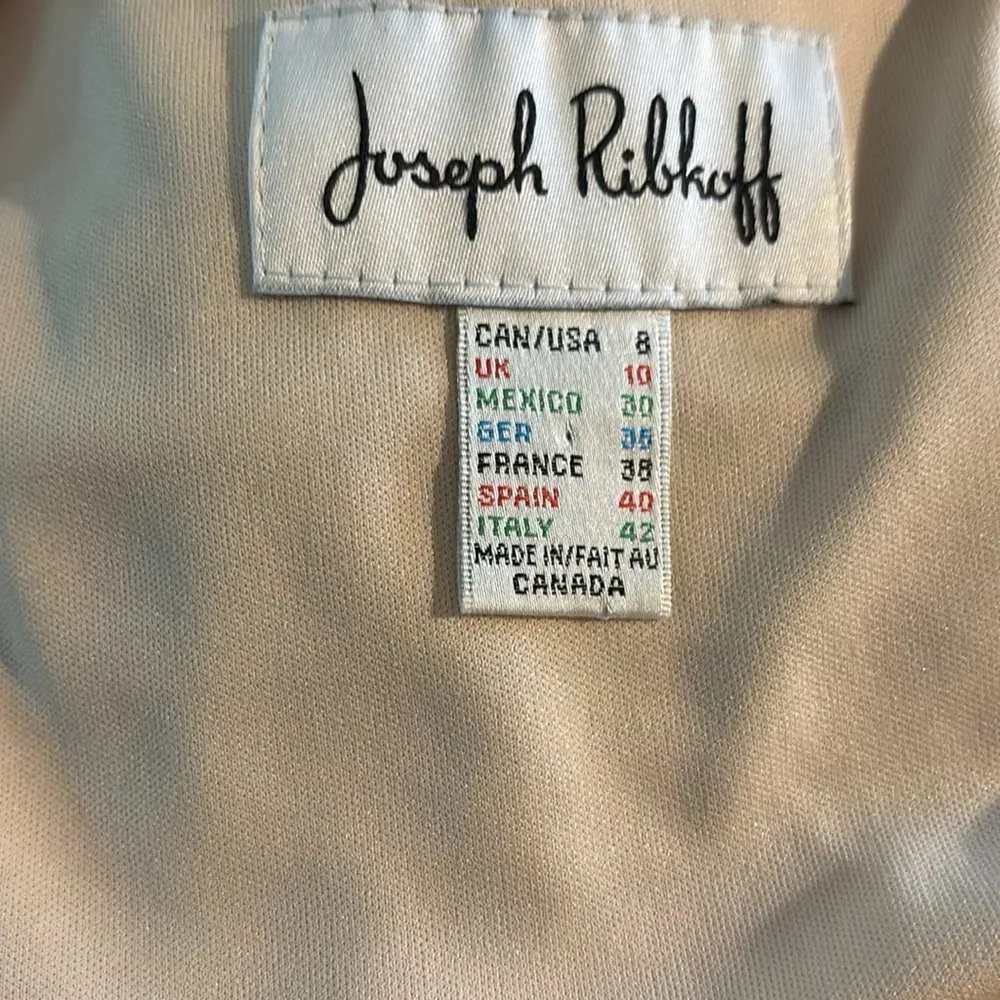 Joseph Ribkoff
CAN/USA 8
UK 10
MEXICO 30
GER 36
FRANCE 38
SPAIN 40
ITALY 42
MADE IN/FAIT AU
CANADA